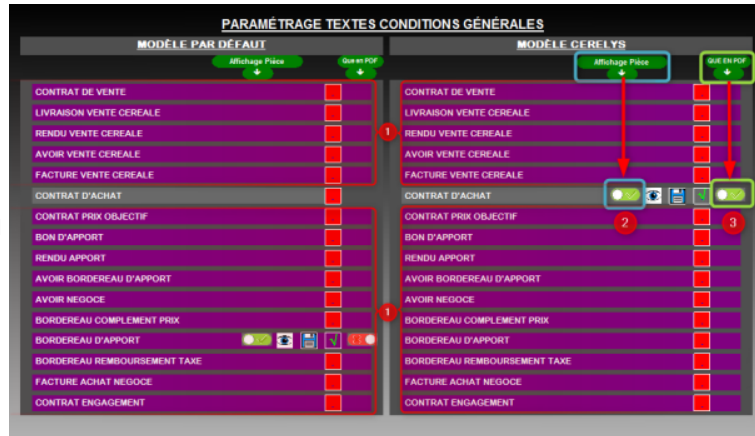 PARAMÉTRAGE TEXTES CONDITIONS GÉNÉRALES
MODÈLE PAR DÉFAUT
Affichage Pièce
Que en PDF
CONTRAT DE VENTE
LIVRAISON VENTE CEREALE
RENDU VENTE CEREALE
AVOIR VENTE CEREALE
FACTURE VENTE CEREALE
CONTRAT D'ACHAT
CONTRAT PRIX OBJECTIF
BON D'APPORT
RENDU APPORT
AVOIR BORDEREAU D'APPORT
AVOIR NEGOCE
BORDEREAU COMPLEMENT PRIX
BORDEREAU D'APPORT
BORDEREAU REMBOURSEMENT TAXE
FACTURE ACHAT NEGOCE
CONTRAT ENGAGEMENT
1
1
MODÈLE CERELYS
Affichage Pièce
QUE EN PDF
CONTRAT DE VENTE
LIVRAISON VENTE CEREALE
RENDU VENTE CEREALE
AVOIR VENTE CEREALE
FACTURE VENTE CEREALE
CONTRAT D'ACHAT
2
3
CONTRAT PRIX OBJECTIF
BON D'APPORT
RENDU APPORT
AVOIR BORDEREAU D'APPORT
AVOIR NEGOCE
BORDEREAU COMPLEMENT PRIX
BORDEREAU D'APPORT
BORDEREAU REMBOURSEMENT TAXE
FACTURE ACHAT NEGOCE
CONTRAT ENGAGEMENT